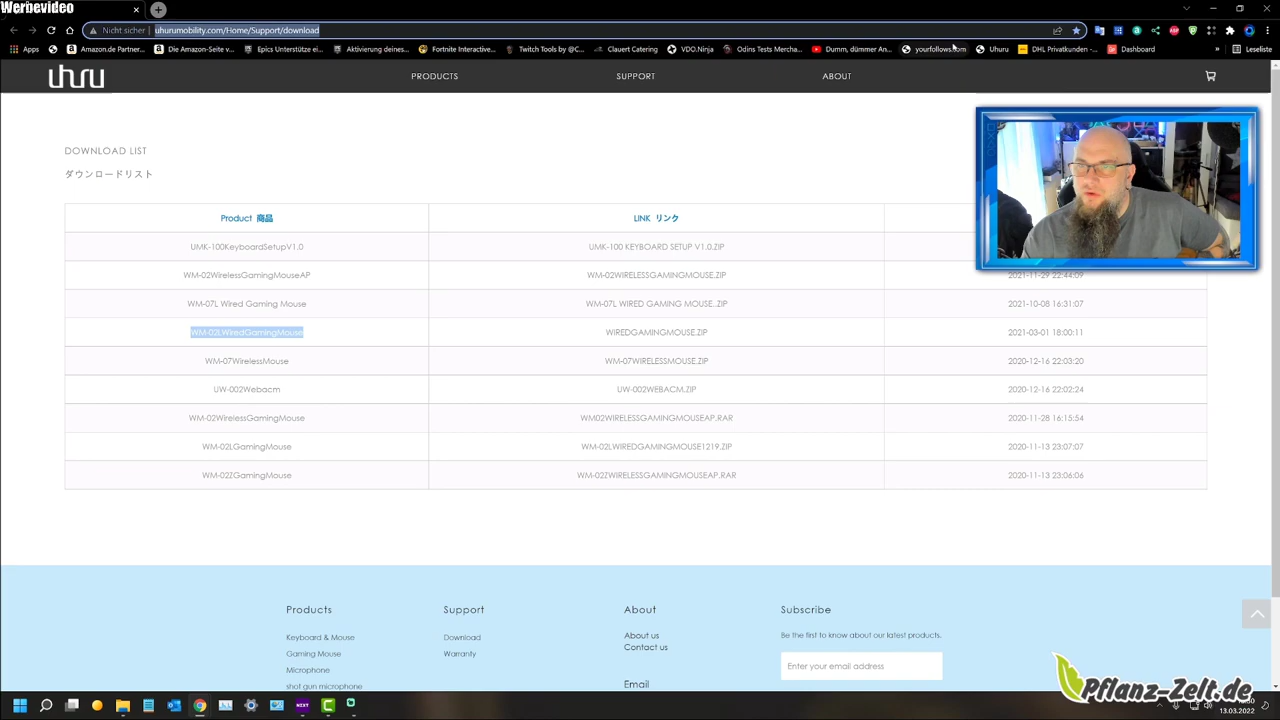 Werbevideo
Nicht sicher | uhurumobility.com/Home/Support/download
Apps
Amazon.de Partner...
Die Amazon-Seite v...
Epics Unterstütze ei...
Aktivierung deines...
Fortnite Interactive...
Twitch Tools by @C...
Clauert Catering
VDO.Ninja
Odins Tests Mercha...
Dumm, dümmer An...
yourfollows.com
Uhuru
DHL Privatkunden -...
Dashboard
»
Leseliste
uhru
PRODUCTS
SUPPORT
ABOUT
DOWNLOAD LIST
ダウンロードリスト
Product 商品 LINK リンク
UMK-100KeyboardSetupV1.0 UMK-100 KEYBOARD SETUP V1.0.ZIP
WM-02WirelessGamingMouseAP WM-02WIRELESSGAMINGMOUSE.ZIP 2021-11-29 22:44:09
WM-07L Wired Gaming Mouse WM-07L WIRED GAMING MOUSE..ZIP 2021-10-08 16:31:07
WM-02LWiredGamingMouse WIREDGAMINGMOUSE.ZIP 2021-03-01 18:00:11
WM-07WirelessMouse WM-07WIRELESSMOUSE.ZIP 2020-12-16 22:03:20
UW-002Webacm UW-002WEBACM.ZIP 2020-12-16 22:02:24
WM-02WirelessGamingMouse WM02WIRELESSGAMINGMOUSEAP.RAR 2020-11-28 16:15:54
WM-02LGamingMouse WM-02LWIREDGAMINGMOUSE1219.ZIP 2020-11-13 23:07:07
WM-02ZGamingMouse WM-02ZWIRELESSGAMINGMOUSEAP.RAR 2020-11-13 23:06:06
Products
Keyboard & Mouse
Gaming Mouse
Microphone
shot gun microphone
Support
Download
Warranty
About
About us
Contact us
Email
Subscribe
Be the first to know about our latest products.
Enter your email address
Pflanz-Zelt.de
13.03.2022